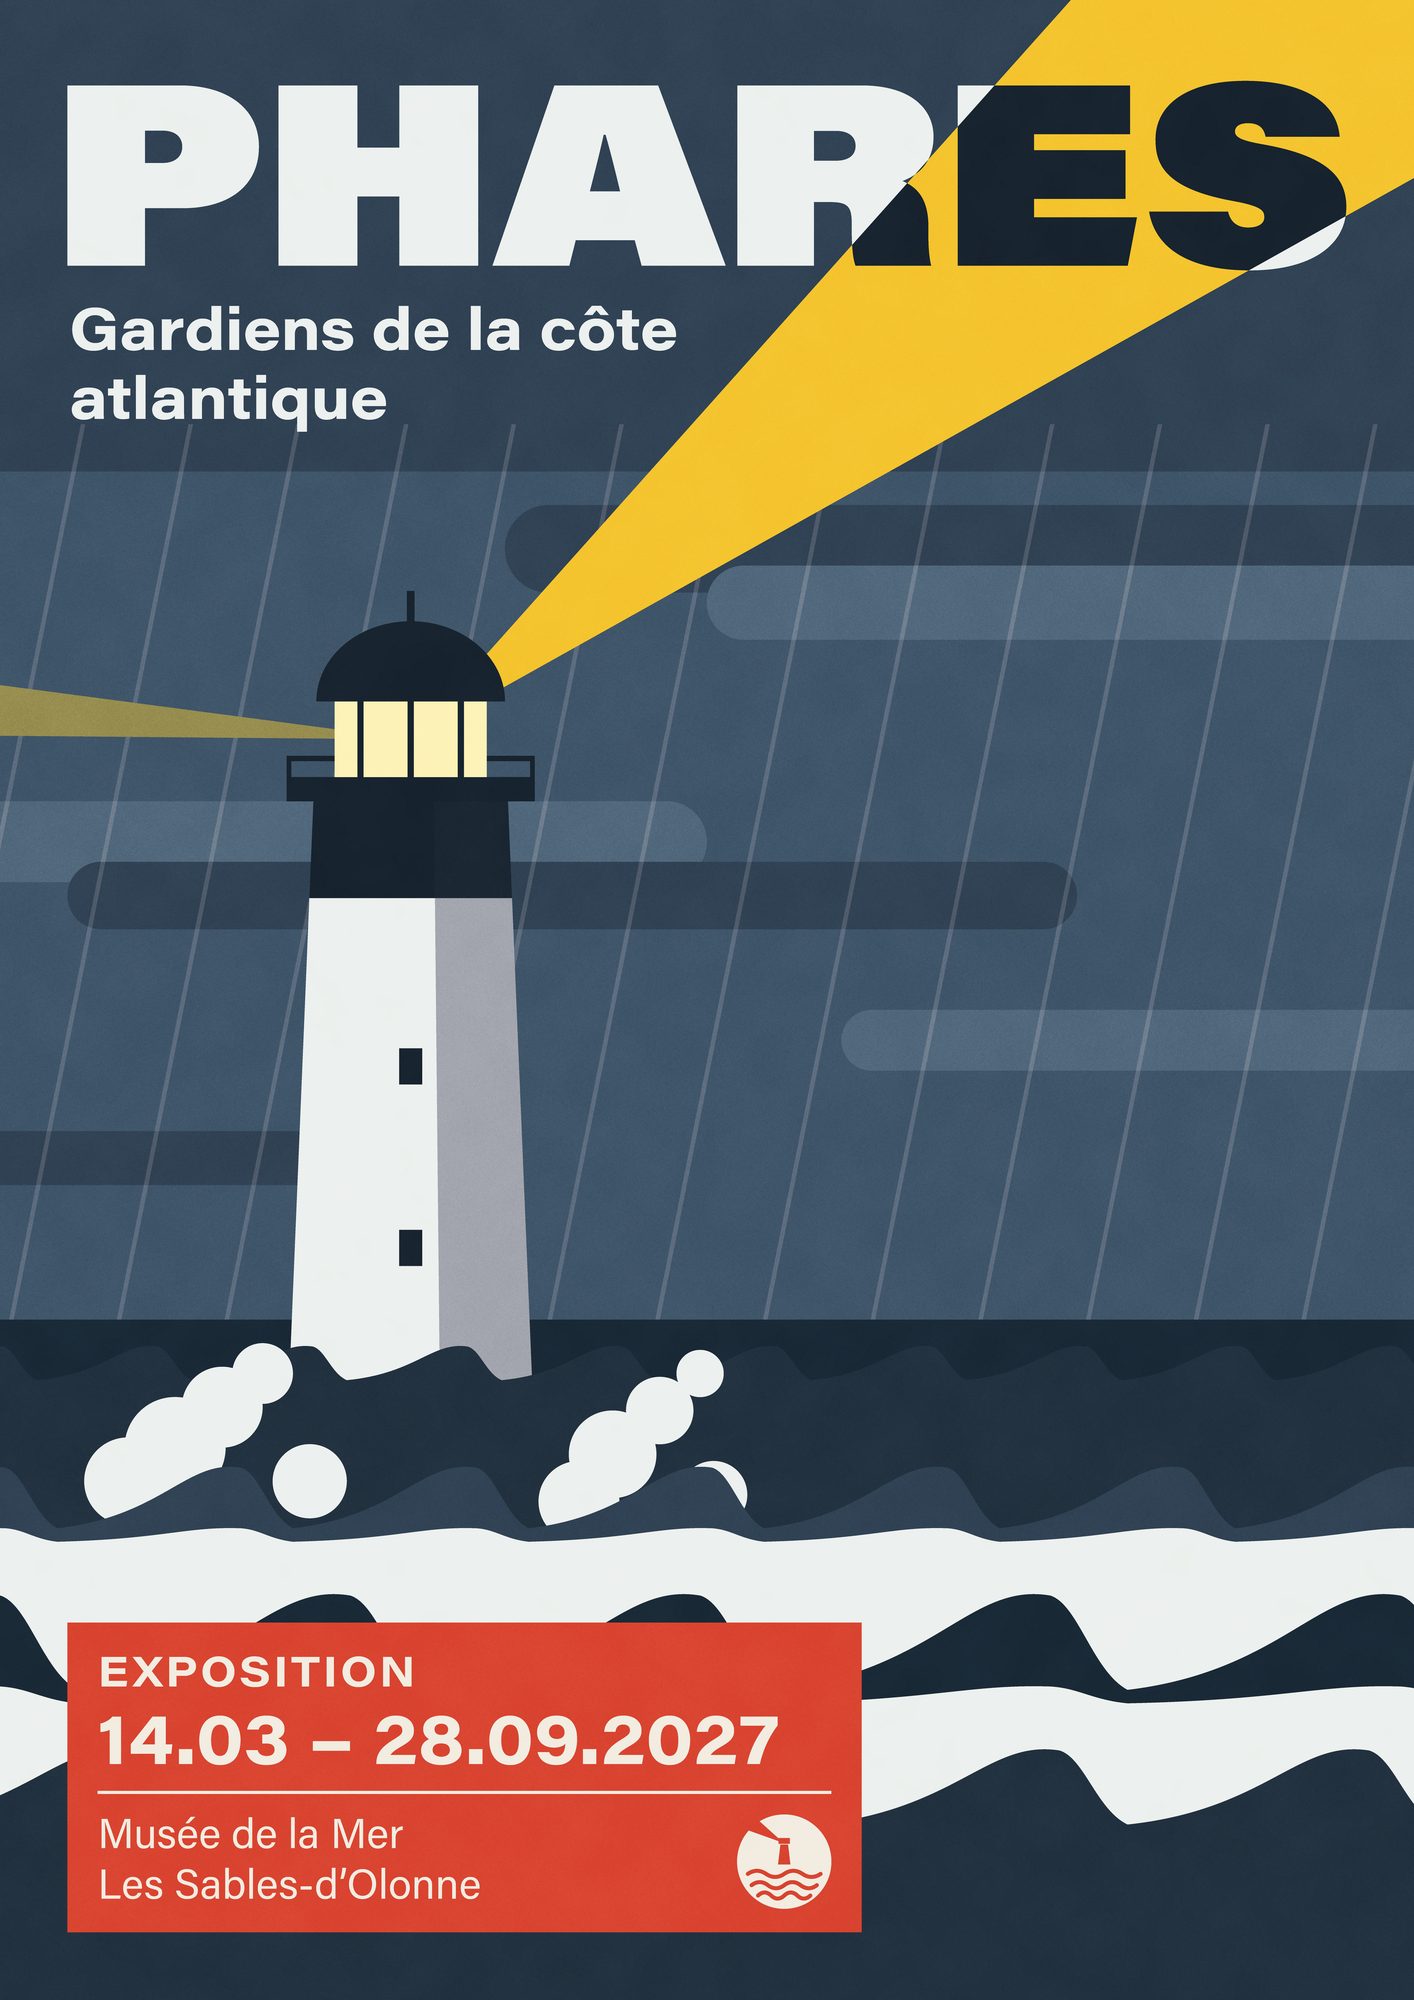 PHARES
Gardiens de la côte
atlantique
EXPOSITION
14.03 – 28.09.2027
Musée de la Mer
Les Sables-d’Olonne